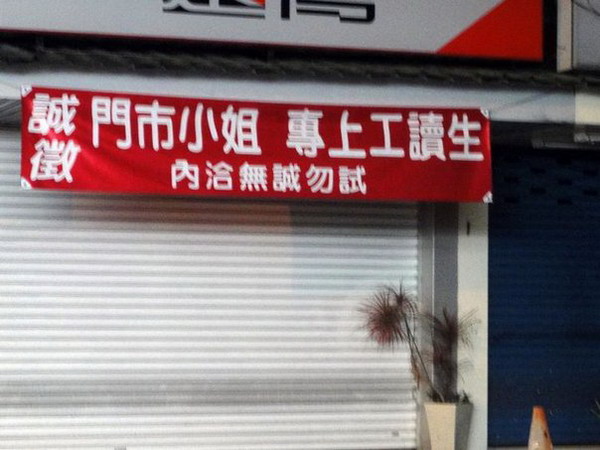 誠徵
門市小姐 專上工讀生
內洽無誠勿試